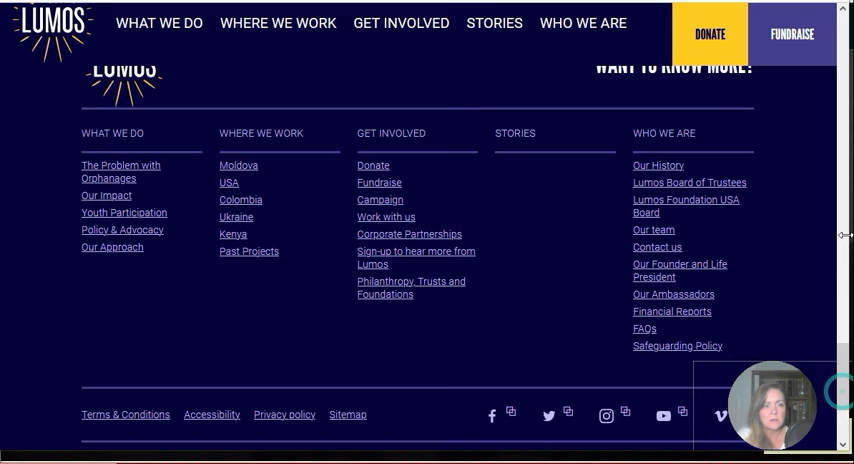 LUMOS
WHAT WE DO WHERE WE WORK GET INVOLVED STORIES WHO WE ARE
DONATE
FUNDRAISE
LUMOS
WANT TO KNOW MORE?
WHAT WE DO
The Problem with
Orphanages
Our Impact
Youth Participation
Policy & Advocacy
Our Approach
WHERE WE WORK
Moldova
USA
Colombia
Ukraine
Kenya
Past Projects
GET INVOLVED
Donate
Fundraise
Campaign
Work with us
Corporate Partnerships
Sign-up to hear more from
Lumos
Philanthropy, Trusts and
Foundations
STORIES
WHO WE ARE
Our History
Lumos Board of Trustees
Lumos Foundation USA
Board
Our team
Contact us
Our Founder and Life
President
Our Ambassadors
Financial Reports
FAQs
Safeguarding Policy
Terms & Conditions Accessibility Privacy policy Sitemap